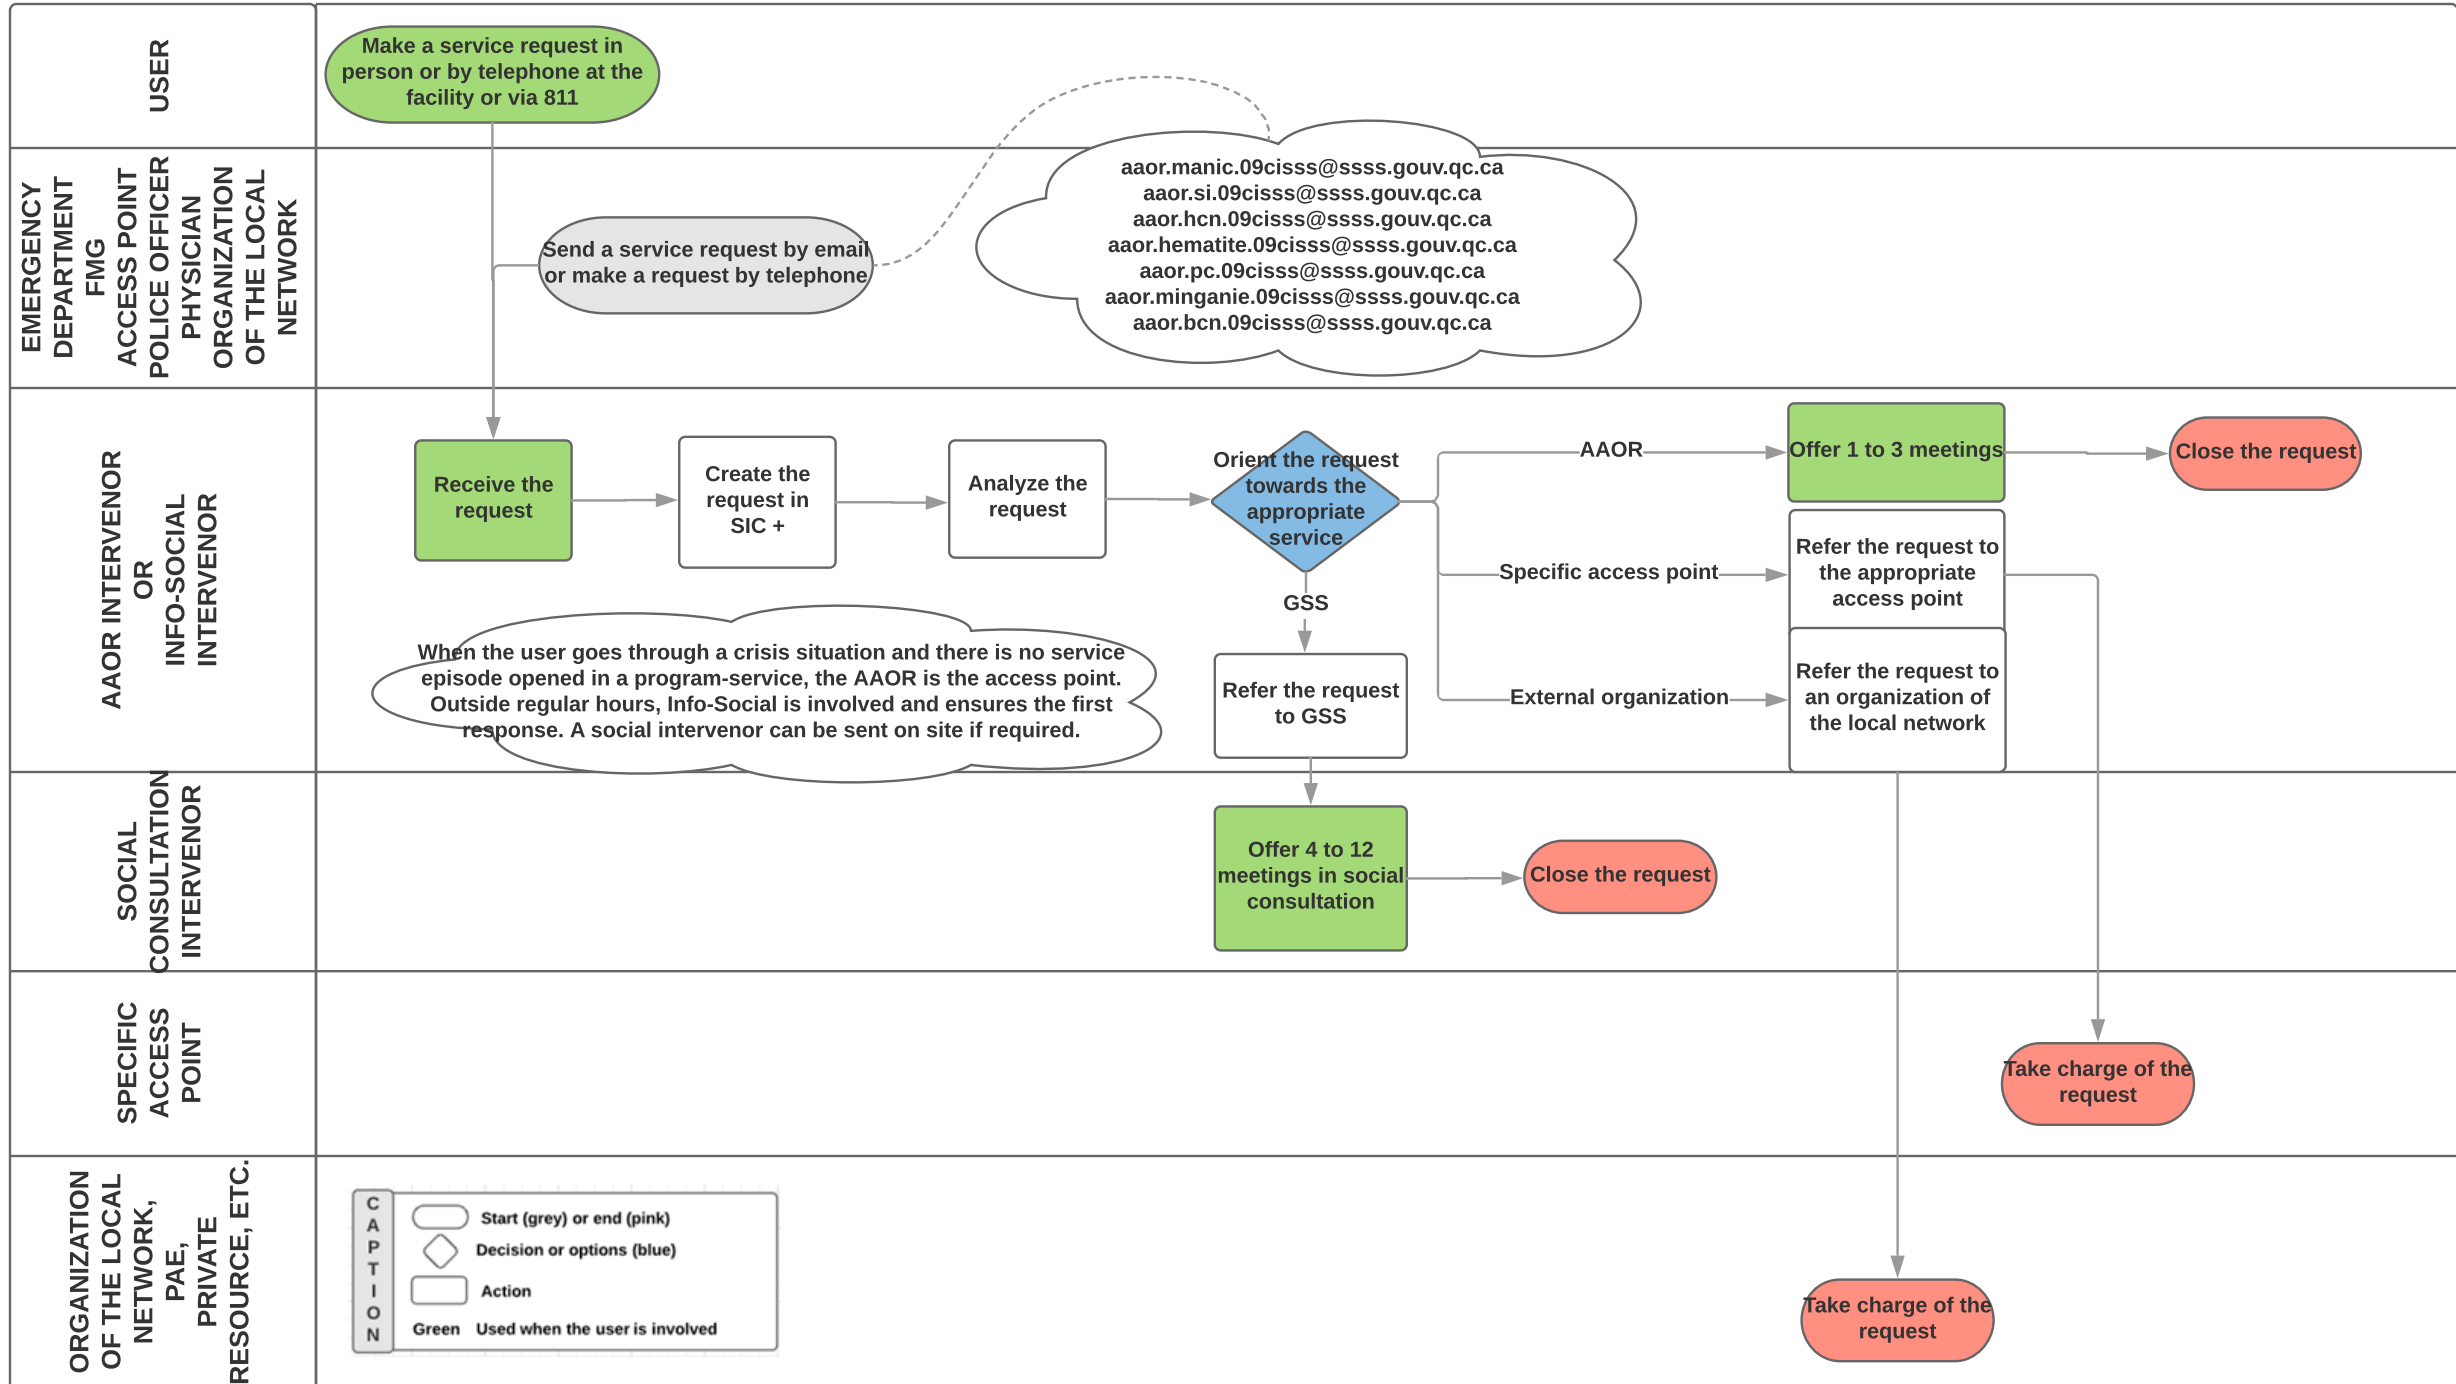 USER
Make a service request in
person or by telephone at the
facility or via 811
EMERGENCY
DEPARTMENT
FMG
ACCESS POINT
POLICE OFFICER
PHYSICIAN
ORGANIZATION
OF THE LOCAL
NETWORK
Send a service request by email
or make a request by telephone
aaor.manic.09cisss@ssss.gouv.qc.ca
aaor.si.09cisss@ssss.gouv.qc.ca
aaor.hcn.09cisss@ssss.gouv.qc.ca
aaor.hematite.09cisss@ssss.gouv.qc.ca
aaor.pc.09cisss@ssss.gouv.qc.ca
aaor.minganie.09cisss@ssss.gouv.qc.ca
aaor.bcn.09cisss@ssss.gouv.qc.ca
AAOR INTERVENOR
OR
INFO-SOCIAL
INTERVENOR
Receive the
request
Create the
request in
SIC +
Analyze the
request
Orient the request
towards the
appropriate
service
AAOR
Offer 1 to 3 meetings
Close the request
Specific access point
Refer the request to
the appropriate
access point
External organization
Refer the request to
an organization of
the local network
GSS
Refer the request
to GSS
When the user goes through a crisis situation and there is no service
episode opened in a program-service, the AAOR is the access point.
Outside regular hours, Info-Social is involved and ensures the first
response. A social intervenor can be sent on site if required.
SOCIAL
CONSULTATION
INTERVENOR
Offer 4 to 12
meetings in social
consultation
Close the request
SPECIFIC
ACCESS
POINT
Take charge of the
request
ORGANIZATION
OF THE LOCAL
NETWORK,
PAE,
PRIVATE
RESOURCE, ETC.
CAPTION
Start (grey) or end (pink)
Decision or options (blue)
Action
Green Used when the user is involved
Take charge of the
request